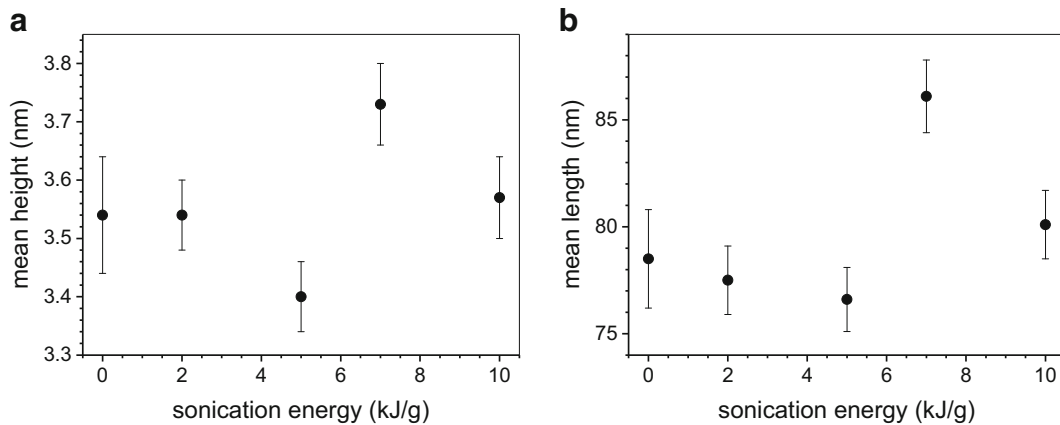 a
3.8
3.7
3.6
3.5
3.4
3.3
mean height (nm)
0 2 4 6 8 10
sonication energy (kJ/g)
b
85
80
75
mean length (nm)
0 2 4 6 8 10
sonication energy (kJ/g)